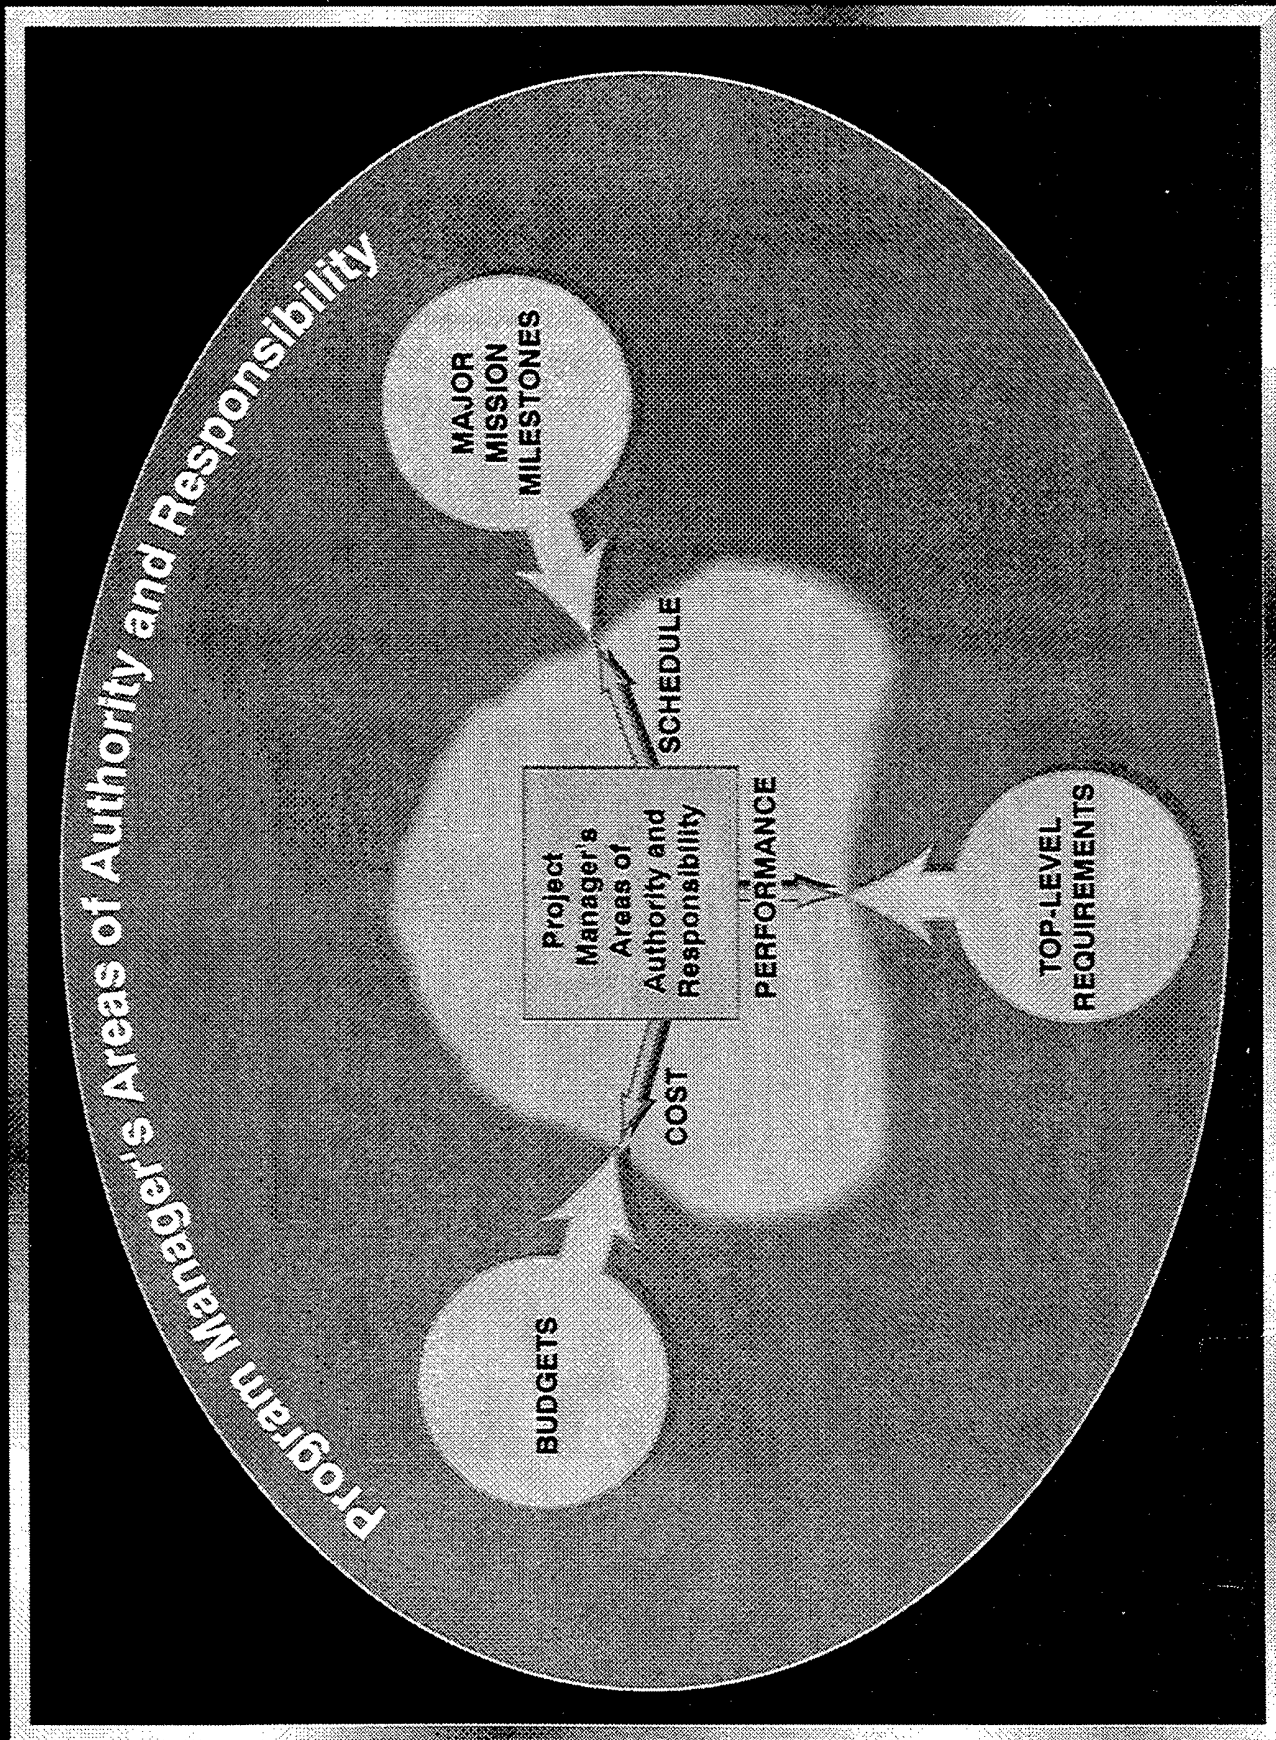 Program Manager's Areas of Authority and Responsibility
BUDGETS
MAJOR
MISSION
MILESTONES
Project
Manager's
Areas of
Authority and
Responsibility
COST
SCHEDULE
PERFORMANCE
TOP-LEVEL
REQUIREMENTS